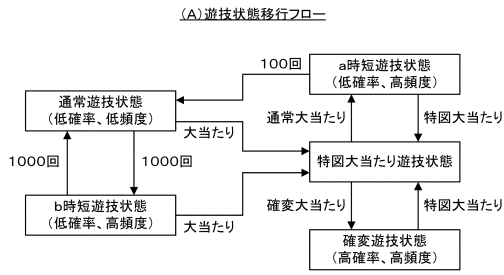 (A)遊技状態移行フロー
100回
a時短遊技状態
(低確率、高頻度)
通常遊技状態
(低確率、低頻度)
大当たり
通常大当たり
特図大当たり
1000回
1000回
特図大当たり遊技状態
b時短遊技状態
(低確率、高頻度)
大当たり
確変大当たり
特図大当たり
確変遊技状態
(高確率、高頻度)